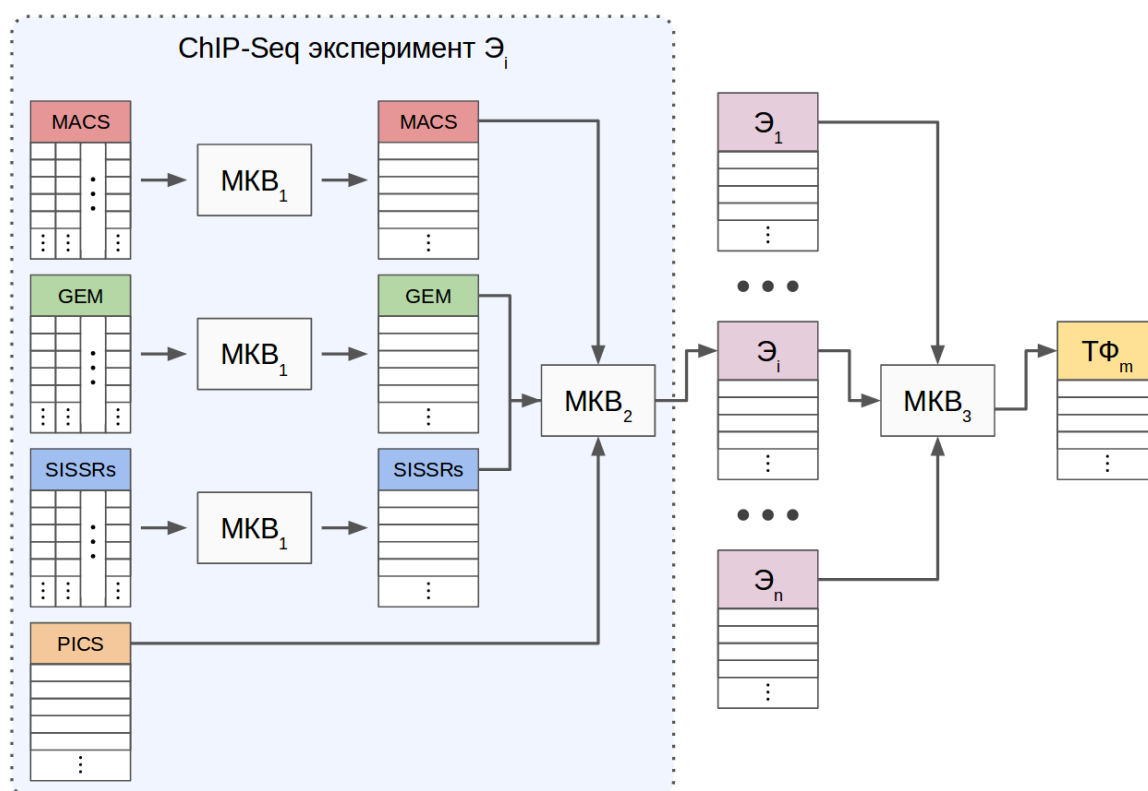 ChIP-Seq эксперимент Эi
MACS
МКВ1
MACS
GEM
МКВ1
GEM
SISSRs
МКВ1
SISSRs
PICS
МКВ2
Э1
Эi
Эn
МКВ3
ТФm